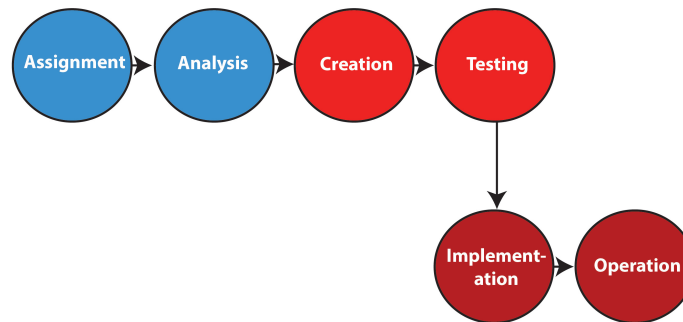 Assignment
Analysis
Creation
Testing
Implement-
ation
Operation